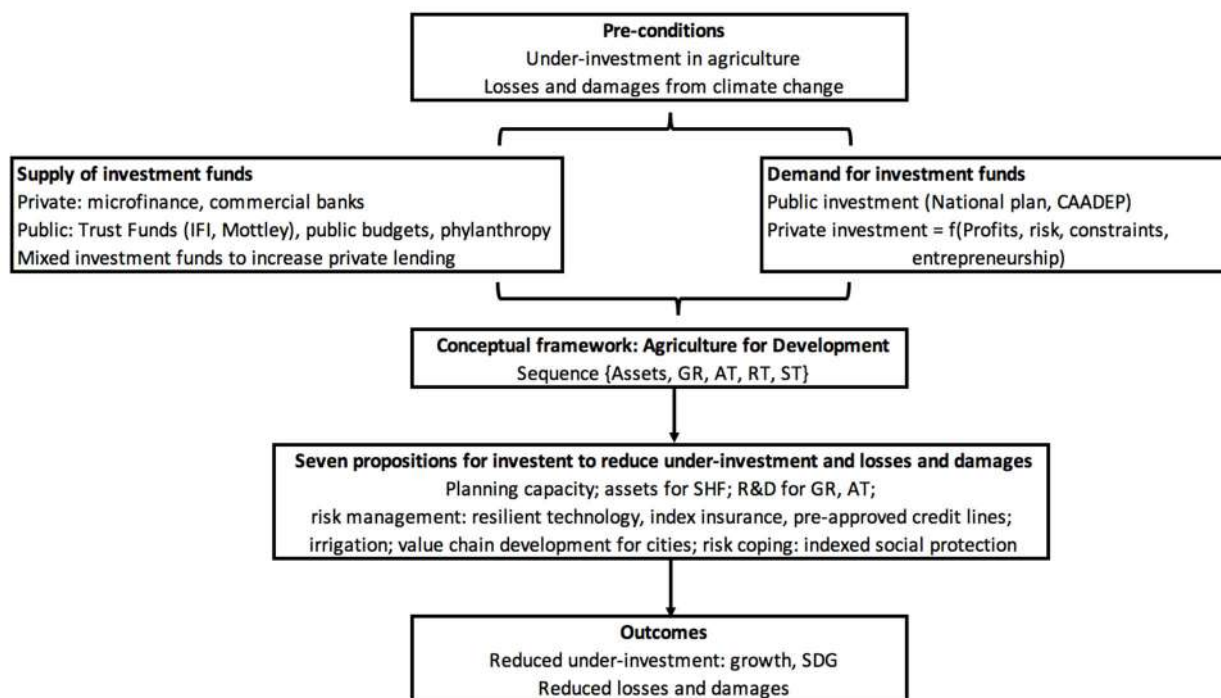 Pre-conditions
Under-investment in agriculture
Losses and damages from climate change
Supply of investment funds
Private: microfinance, commercial banks
Public: Trust Funds (IFI, Mottley), public budgets, phylanthropy
Mixed investment funds to increase private lending
Demand for investment funds
Public investment (National plan, CAADEP)
Private investment = f(Profits, risk, constraints,
entrepreneurship)
Conceptual framework: Agriculture for Development
Sequence {Assets, GR, AT, RT, ST}
Seven propositions for investent to reduce under-investment and losses and damages
Planning capacity; assets for SHF; R&D for GR, AT;
risk management: resilient technology, index insurance, pre-approved credit lines;
irrigation; value chain development for cities; risk coping: indexed social protection
Outcomes
Reduced under-investment: growth, SDG
Reduced losses and damages